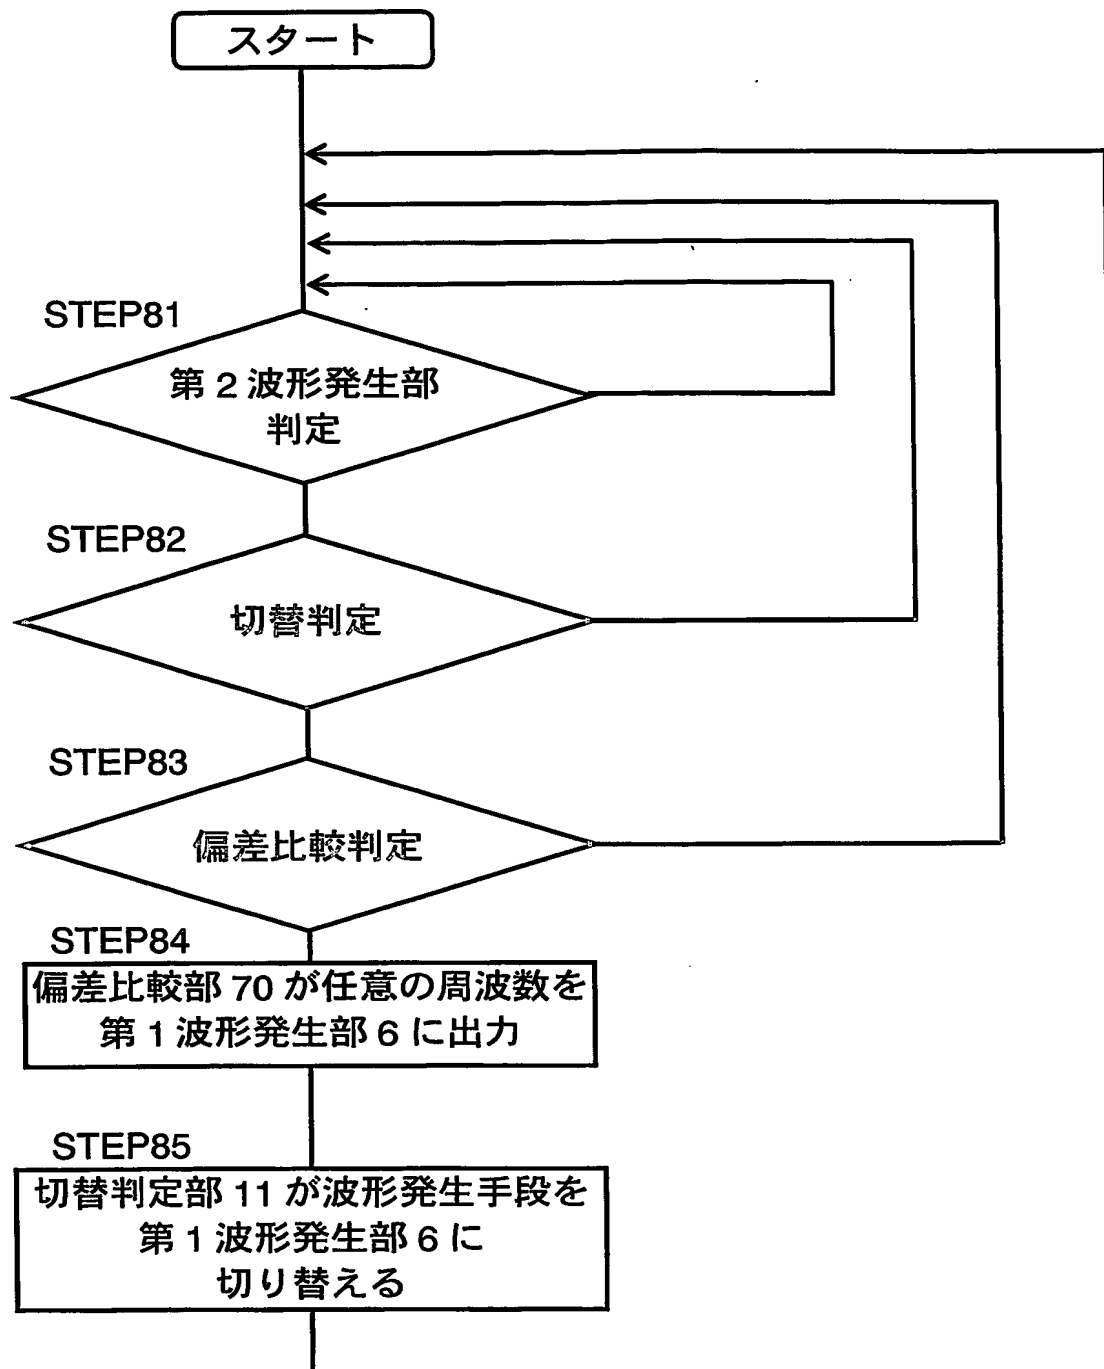 スタート
STEP81
第2波形発生部
判定
STEP82
切替判定
STEP83
偏差比較判定
STEP84
偏差比較部70が任意の周波数を
第1波形発生部6に出力
STEP85
切替判定部11が波形発生手段を
第1波形発生部6に
切り替える